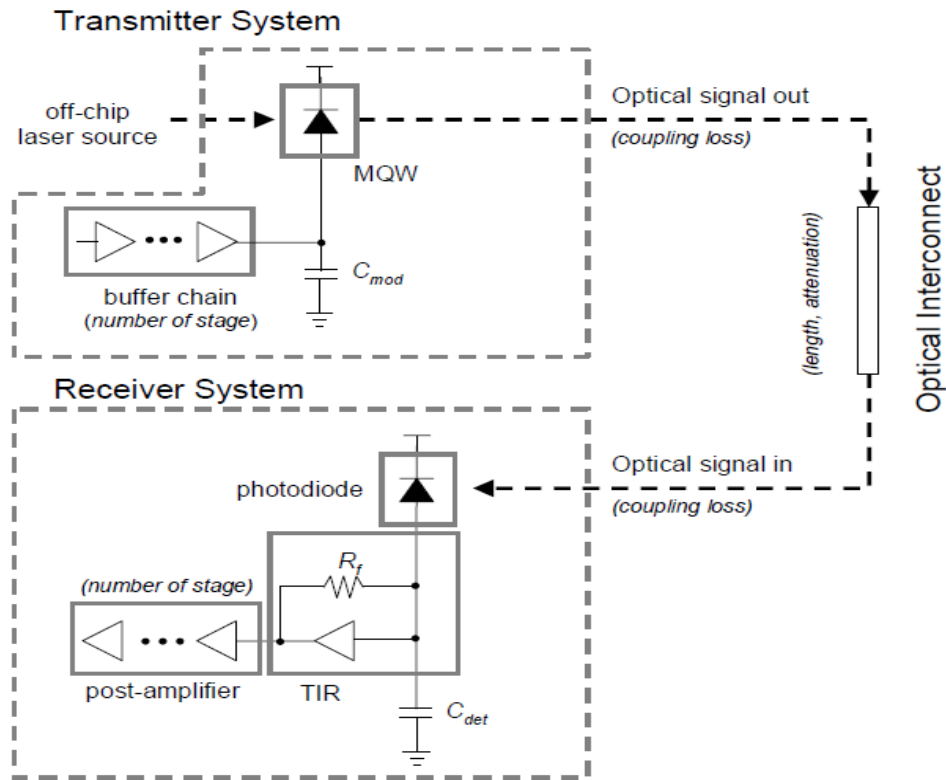 Transmitter System
off-chip
laser source
MQW
Optical signal out
(coupling loss)
buffer chain
(number of stage)
C_mod
(length, attenuation)
Optical Interconnect
Receiver System
photodiode
Optical signal in
(coupling loss)
R_f
(number of stage)
post-amplifier
TIR
C_det